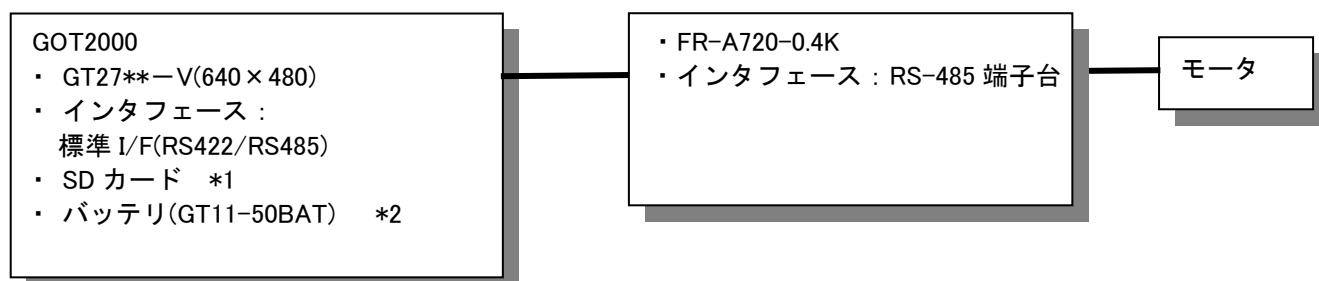 GOT2000
・ GT27**－V(640×480)
・ インタフェース：
標準 I/F(RS422/RS485)
・ SD カード *1
・ バッテリ(GT11-50BAT) *2
・FR-A720-0.4K
・インタフェース：RS-485 端子台
モータ